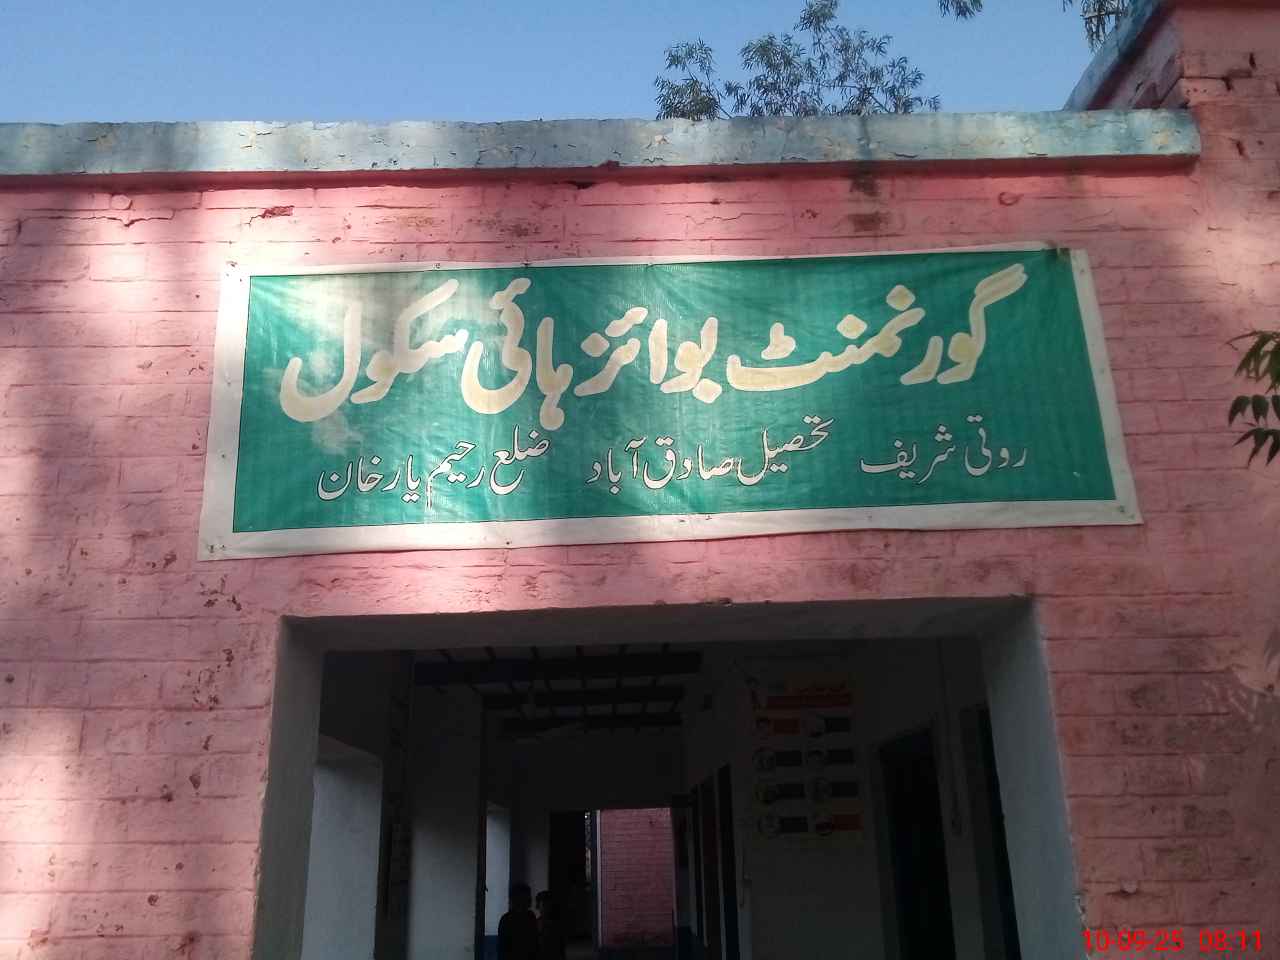 گورنمنٹ بوائز ہائی سکول
روتی شریف تحصیل صادق آباد ضلع رحیم یار خان
10-09-25 08:11